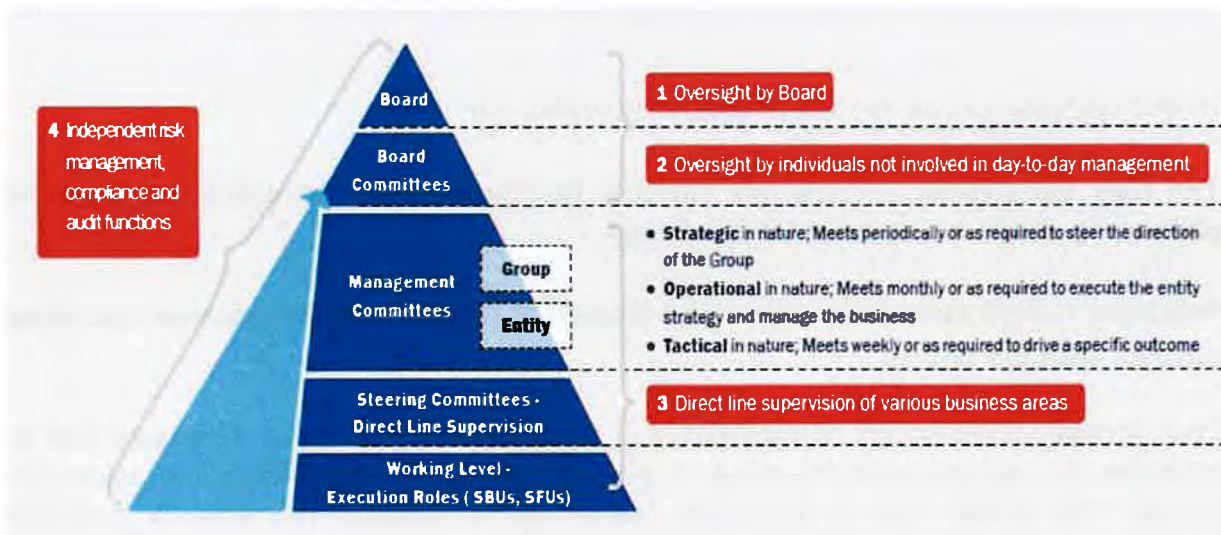 4 Independent risk
management,
compliance and
audit functions
Board
Board
Committees
Management
Committees
Group
Entity
Steering Committees -
Direct Line Supervision
Working Level -
Execution Roles ( SBUs, SFUs)
1 Oversight by Board
2 Oversight by individuals not involved in day-to-day management
• Strategic in nature; Meets periodically or as required to steer the direction
of the Group
• Operational in nature; Meets monthly or as required to execute the entity
strategy and manage the business
• Tactical in nature; Meets weekly or as required to drive a specific outcome
3 Direct line supervision of various business areas